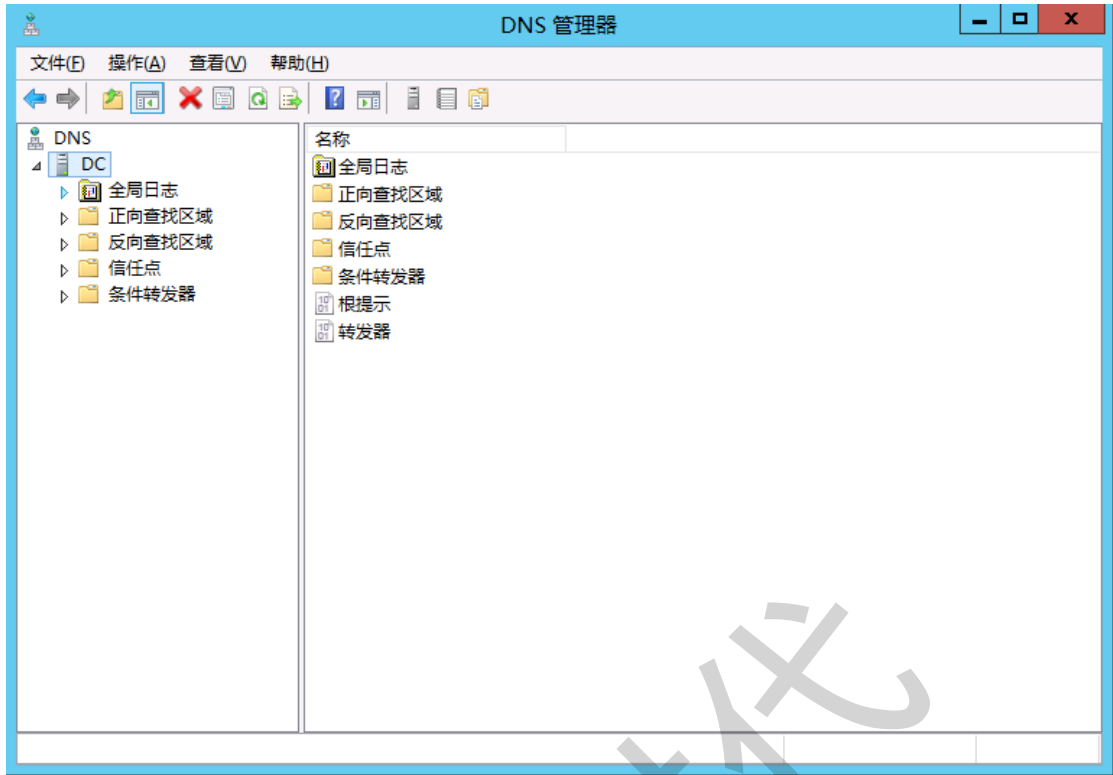 DNS 管理器
文件(F) 操作(A) 查看(V) 帮助(H)
DNS
DC
全局日志
正向查找区域
反向查找区域
信任点
条件转发器
名称
全局日志
正向查找区域
反向查找区域
信任点
条件转发器
根提示
转发器
代